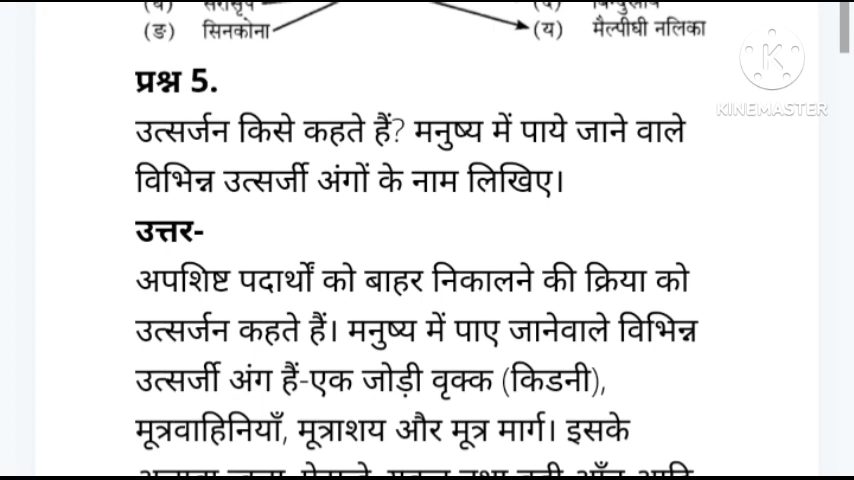 (घ) सरीसृप
(ङ) सिनकोना (य) मैल्पीघी नलिका
KINEMASTER
प्रश्न 5.
उत्सर्जन किसे कहते हैं? मनुष्य में पाये जाने वाले
विभिन्न उत्सर्जी अंगों के नाम लिखिए।
उत्तर-
अपशिष्ट पदार्थों को बाहर निकालने की क्रिया को
उत्सर्जन कहते हैं। मनुष्य में पाए जानेवाले विभिन्न
उत्सर्जी अंग हैं-एक जोड़ी वृक्क (किडनी),
मूत्रवाहिनियाँ, मूत्राशय और मूत्र मार्ग। इसके